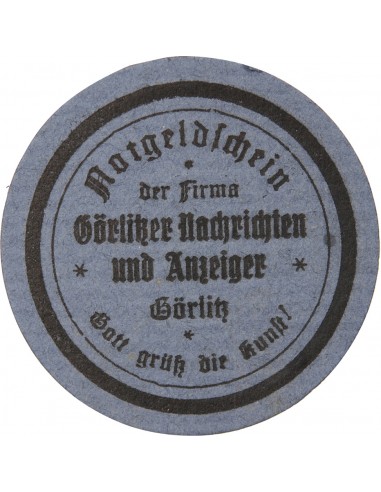 Notgeldschein
der Firma
Görlitzer Nachrichten
* und Anzeiger *
Görlitz
*
Gott grüß die Kunst!